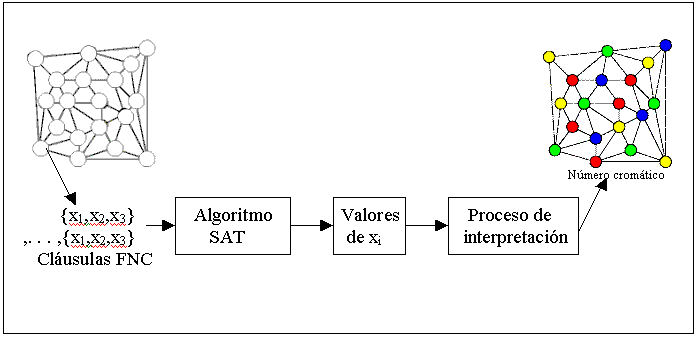 {x1,x2,x3}
,. . . ,{x1,x2,x3}
Cláusulas FNC
Algoritmo
SAT
Valores
de xi
Proceso de
interpretación
Número cromático